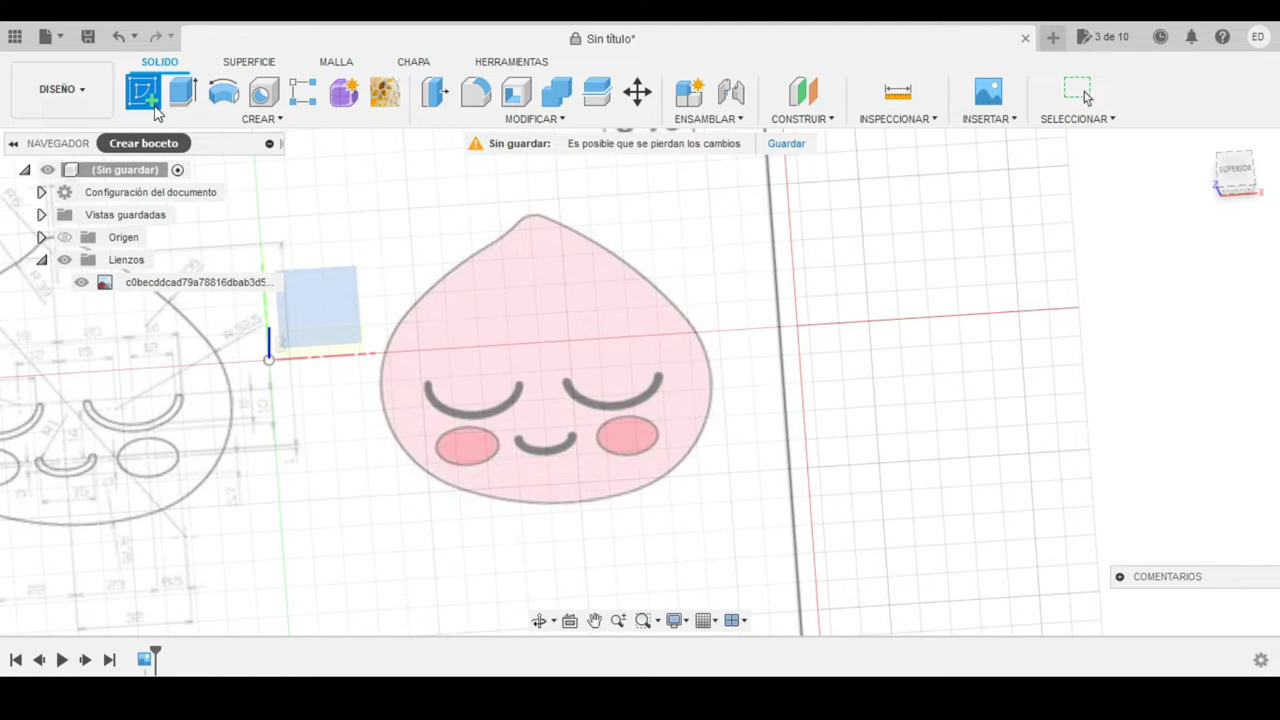 Sin título*
3 de 10
ED
DISEÑO
SOLIDO
SUPERFICIE
MALLA
CHAPA
HERRAMIENTAS
CREAR
MODIFICAR
ENSAMBLAR
CONSTRUIR
INSPECCIONAR
INSERTAR
SELECCIONAR
NAVEGADOR
Crear boceto
Sin guardar:
Es posible que se pierdan los cambios
Guardar
(Sin guardar)
Configuración del documento
Vistas guardadas
Origen
Lienzos
c0becddcad79a78816dbab3d5...
SUPERIOR
Z
X
COMENTARIOS